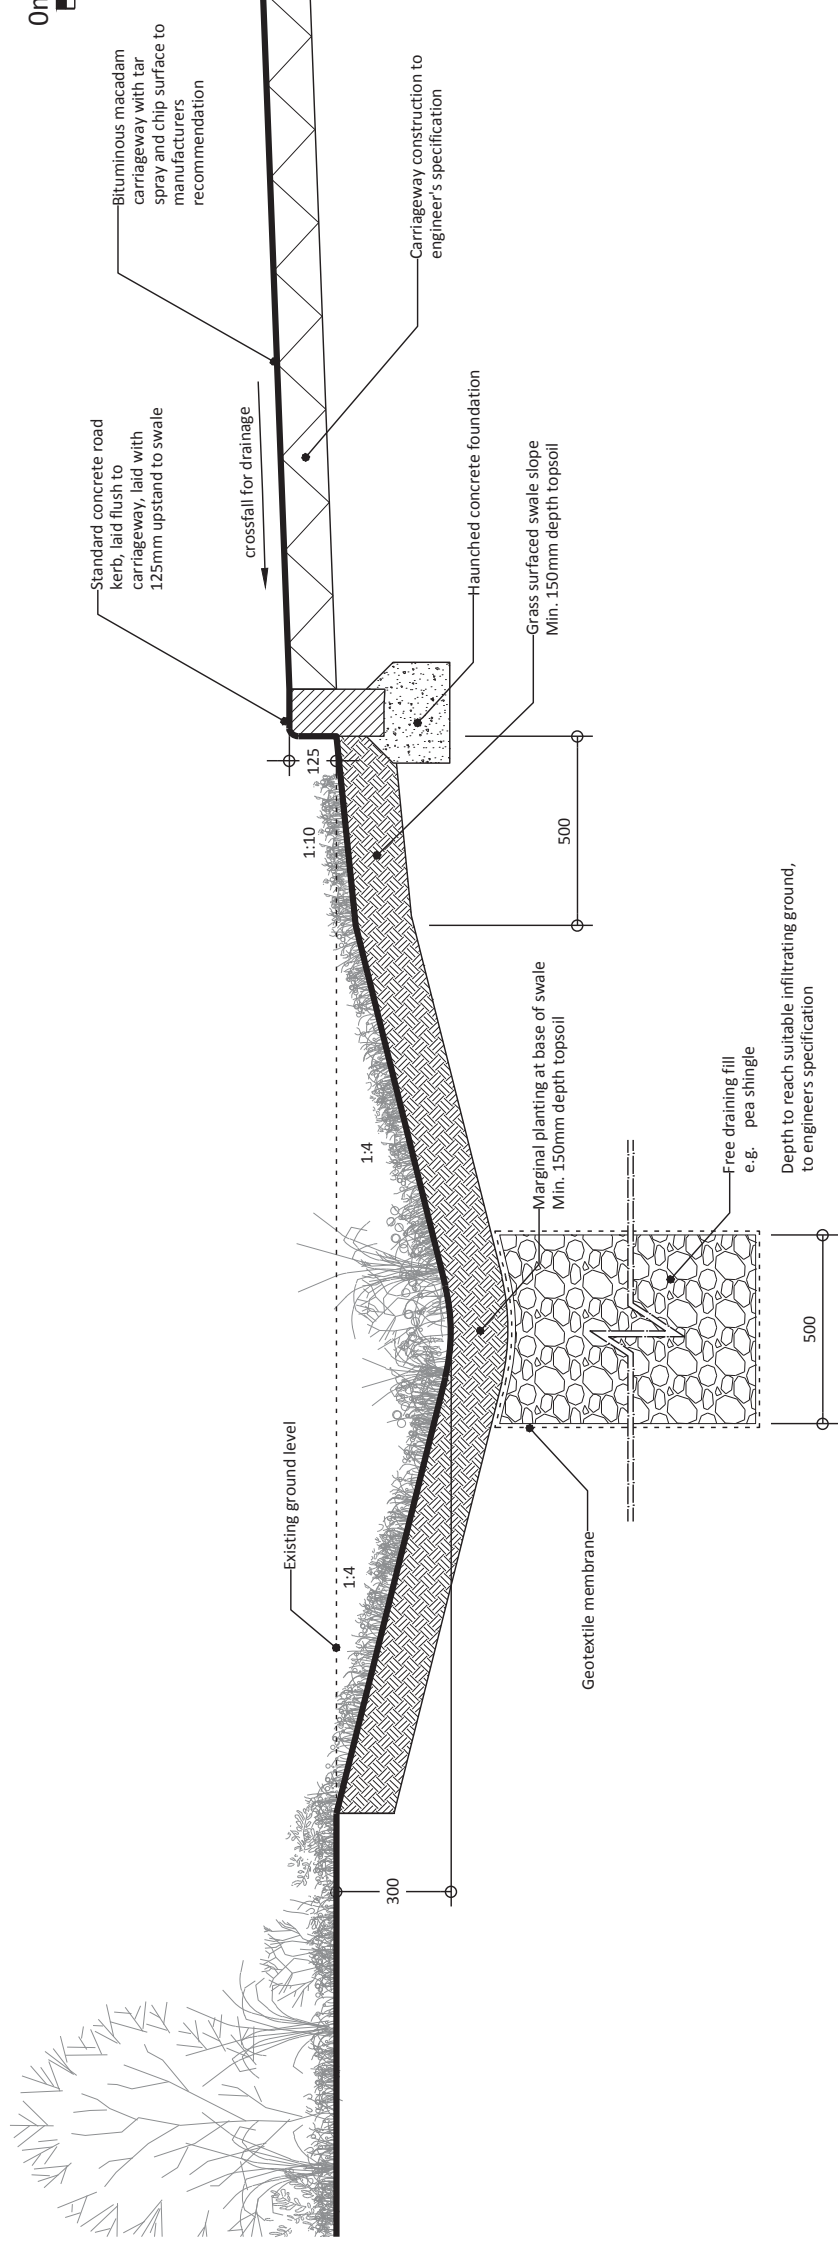 0m
Bituminous macadam
carriageway with tar
spray and chip surface to
manufacturers
recommendation
Standard concrete road
kerb, laid flush to
carriageway, laid with
125mm upstand to swale
crossfall for drainage
Carriageway construction to
engineer's specification
Haunched concrete foundation
Grass surfaced swale slope
Min. 150mm depth topsoil
125
1:10
500
1:4
Marginal planting at base of swale
Min. 150mm depth topsoil
Free draining fill
e.g. pea shingle
Depth to reach suitable infiltrating ground,
to engineers specification
500
Existing ground level
1:4
Geotextile membrane
300